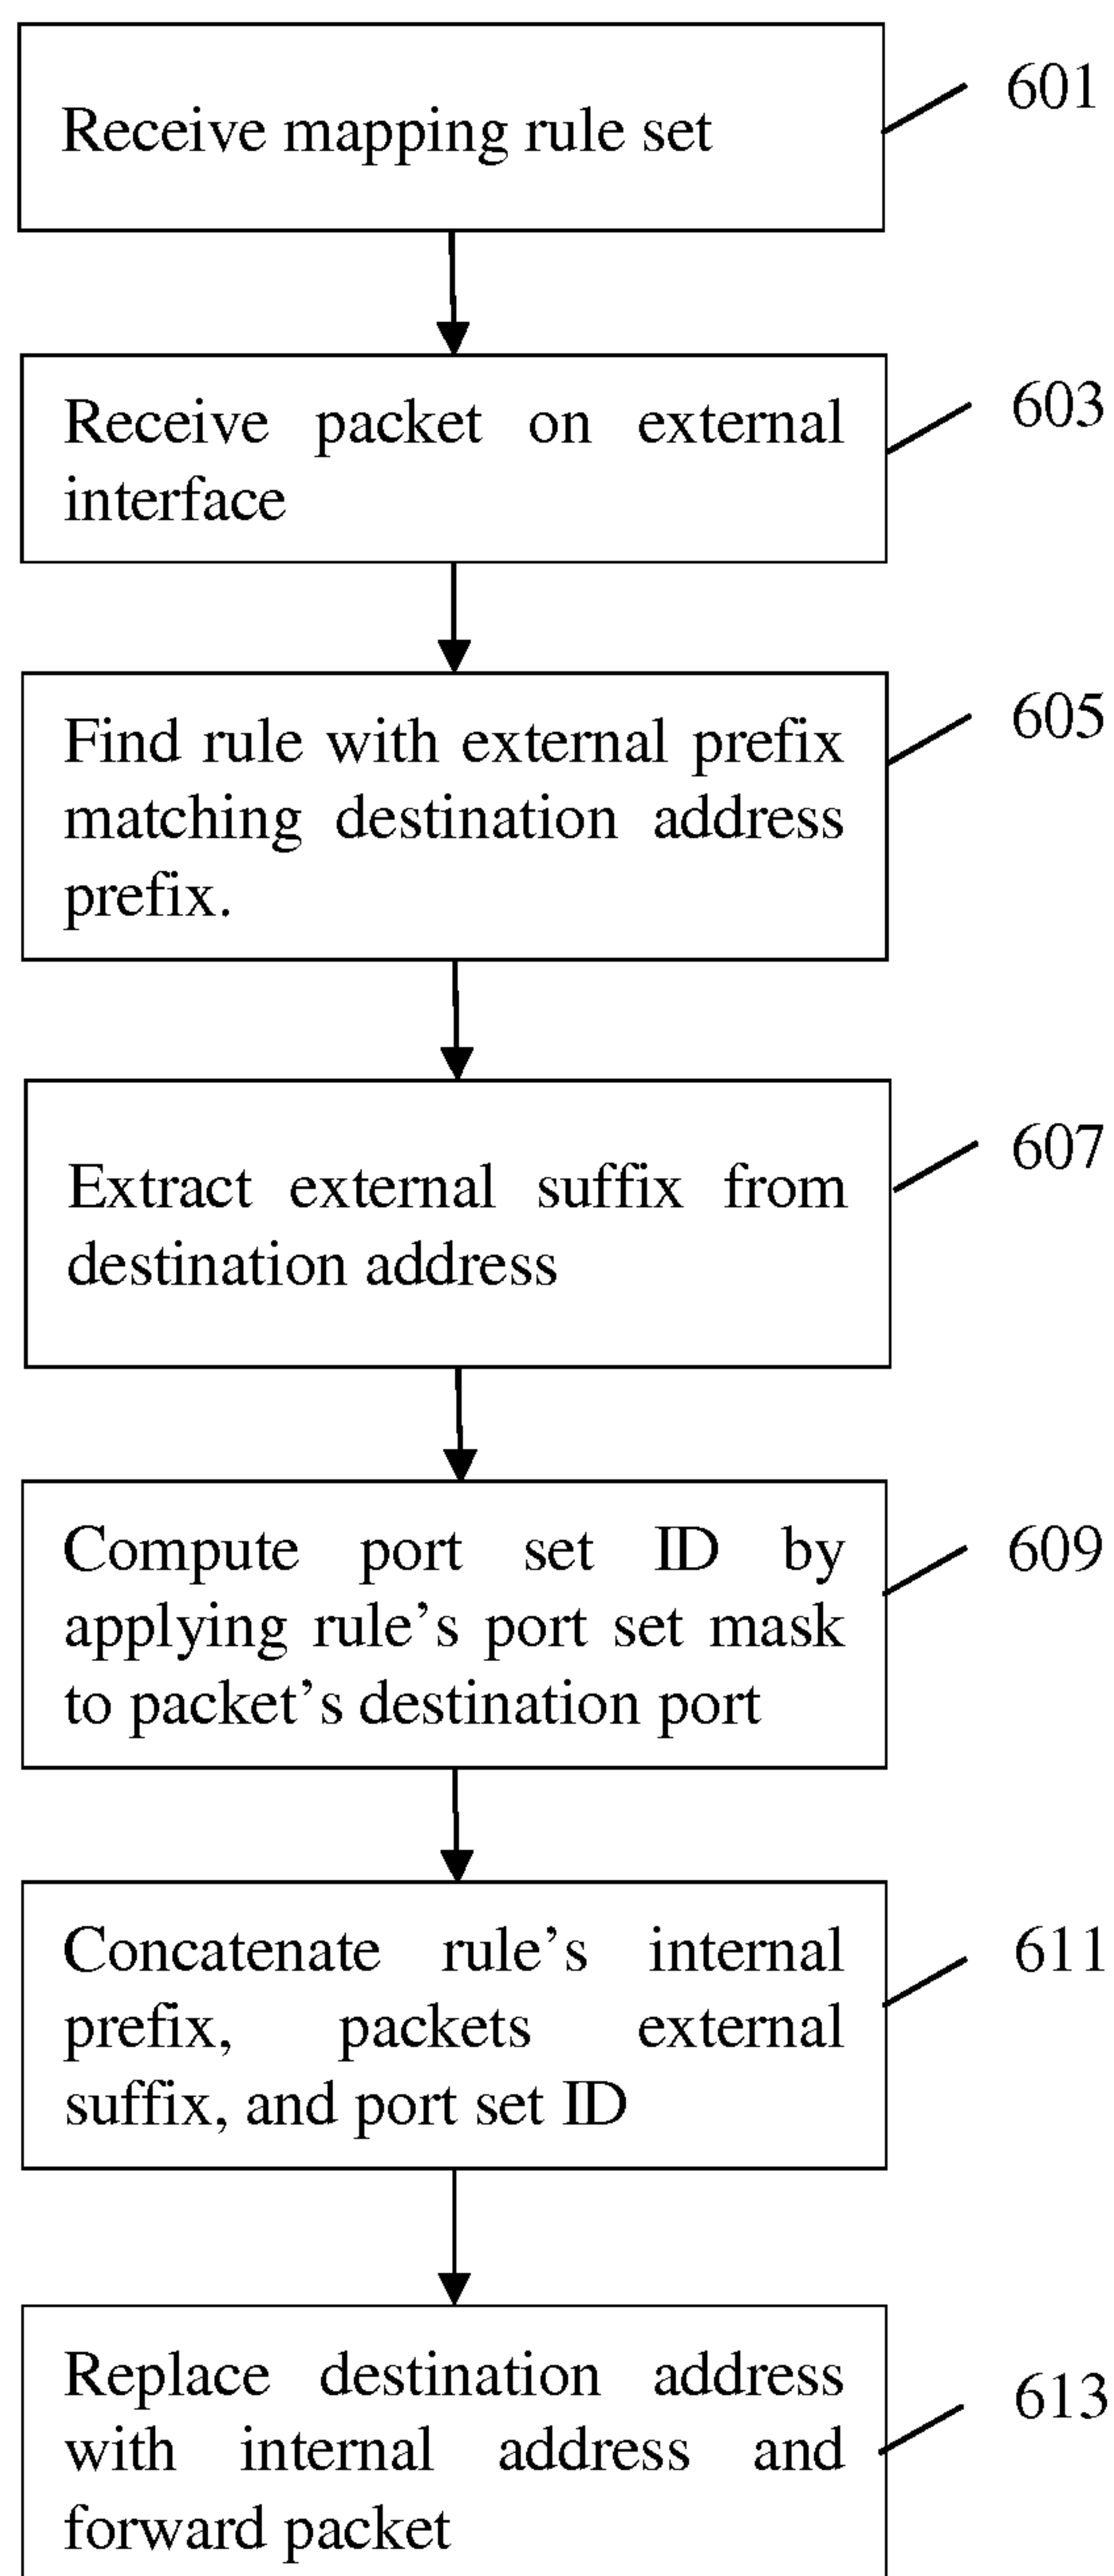 Receive mapping rule set
601
Receive packet on external
interface
603
Find rule with external prefix
matching destination address
prefix.
605
Extract external suffix from
destination address
607
Compute port set ID by
applying rule’s port set mask
to packet’s destination port
609
Concatenate rule’s internal
prefix, packets external
suffix, and port set ID
611
Replace destination address
with internal address and
forward packet
613